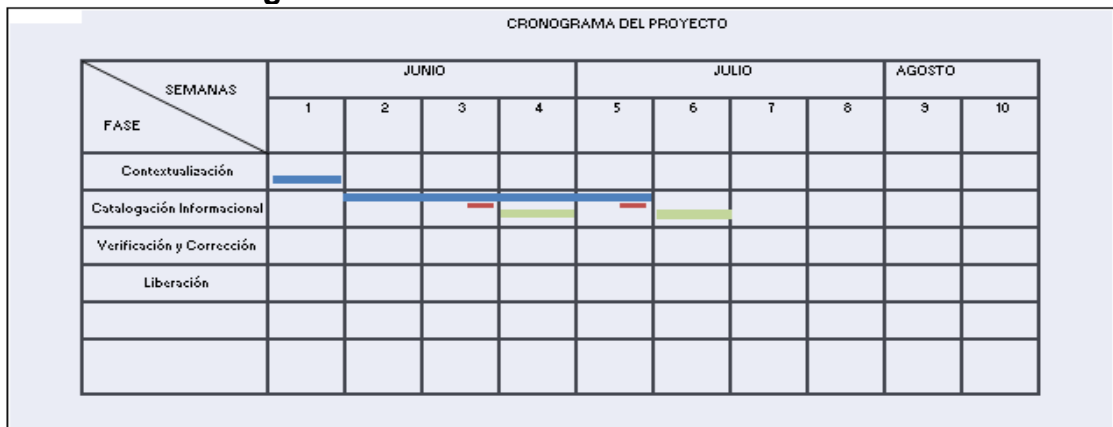 CRONOGRAMA DEL PROYECTO
SEMANAS
FASE
JUNIO
JULIO
AGOSTO
1 2 3 4 5 6 7 8 9 10
Contextualización
Catalogación Informacional
Verificación y Corrección
Liberación